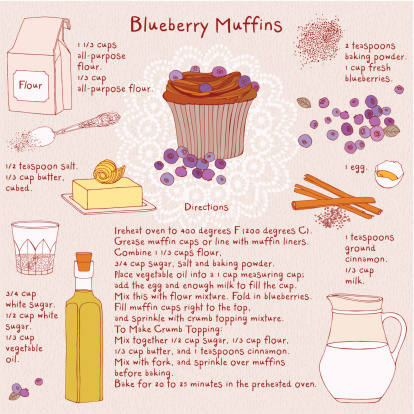 Blueberry Muffins
1 1/3 cups
all-purpose
flour.
1/3 cup
all-purpose flour.
Flour
2 teaspoons
baking powder.
1 cup fresh
blueberries.
1/2 teaspoon salt.
1/3 cup butter,
cubed.
1 egg.
Directions
Ireheat oven to 400 degrees F (200 degrees C).
Grease muffin cups or line with muffin liners.
Combine 1 1/3 cups flour,
3/4 cup sugar, salt and baking powder.
Place vegetable oil into a 1 cup measuring cup;
add the egg and enough milk to fill the cup.
Mix this with flour mixture. Fold in blueberries.
Fill muffin cups right to the top,
and sprinkle with crumb topping mixture.
To Make Crumb Topping:
Mix together 1/2 cup sugar, 1/3 cup flour,
1/3 cup butter, and 1 teaspoons cinnamon.
Mix with fork, and sprinkle over muffins
before baking.
Bake for 20 to 25 minutes in the preheated oven.
1 teaspoons
ground
cinnamon.
1/3 cup
milk.
3/4 cup
white sugar.
1/2 cup white
sugar.
1/3 cup
vegetable
oil.